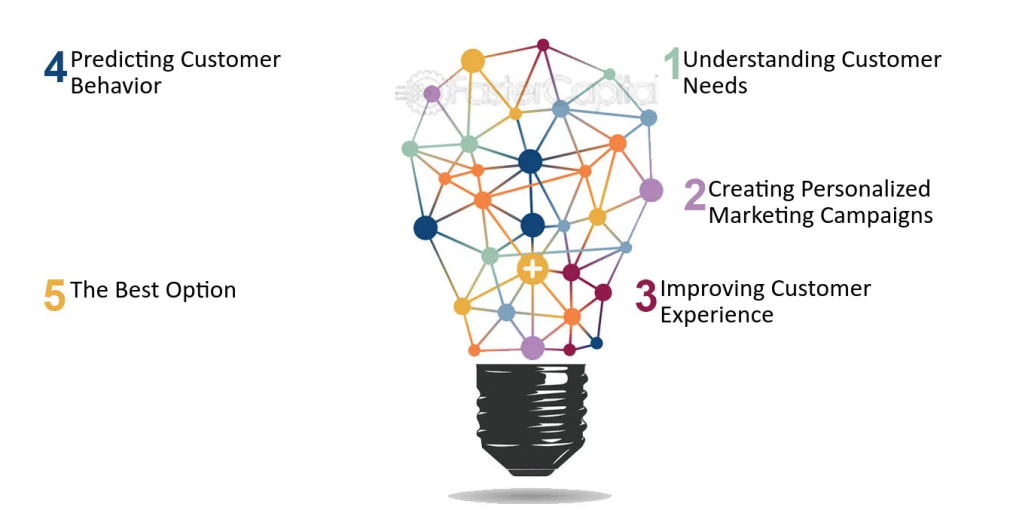 1 Understanding Customer
Needs
2 Creating Personalized
Marketing Campaigns
3 Improving Customer
Experience
4 Predicting Customer
Behavior
5 The Best Option
FasterCapital